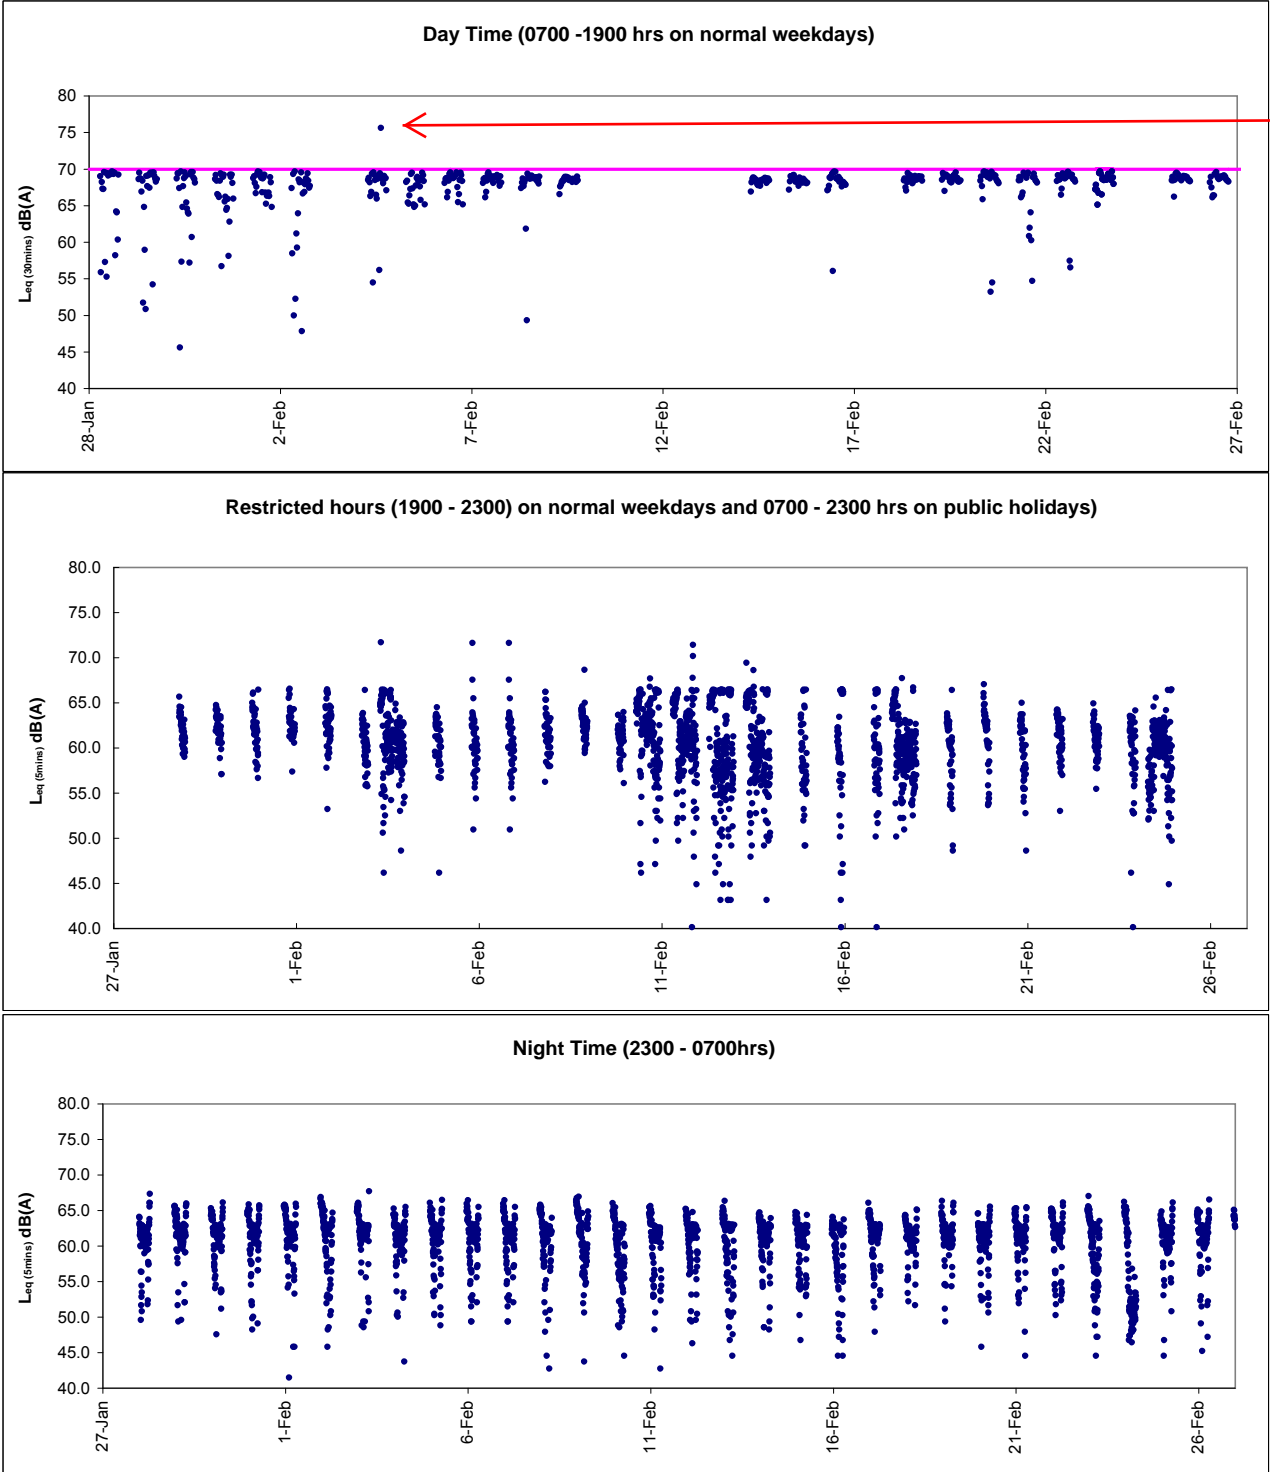 Day Time (0700 -1900 hrs on normal weekdays)
80
75
70
65
60
55
50
45
40
Leq (30mins) dB(A)
28-Jan
2-Feb
7-Feb
12-Feb
17-Feb
22-Feb
27-Feb
Restricted hours (1900 - 2300) on normal weekdays and 0700 - 2300 hrs on public holidays)
80.0
75.0
70.0
65.0
60.0
55.0
50.0
45.0
40.0
Leq (5mins) dB(A)
27-Jan
1-Feb
6-Feb
11-Feb
16-Feb
21-Feb
26-Feb
Night Time (2300 - 0700hrs)
80.0
75.0
70.0
65.0
60.0
55.0
50.0
45.0
40.0
Leq (5mins) dB(A)
27-Jan
1-Feb
6-Feb
11-Feb
16-Feb
21-Feb
26-Feb